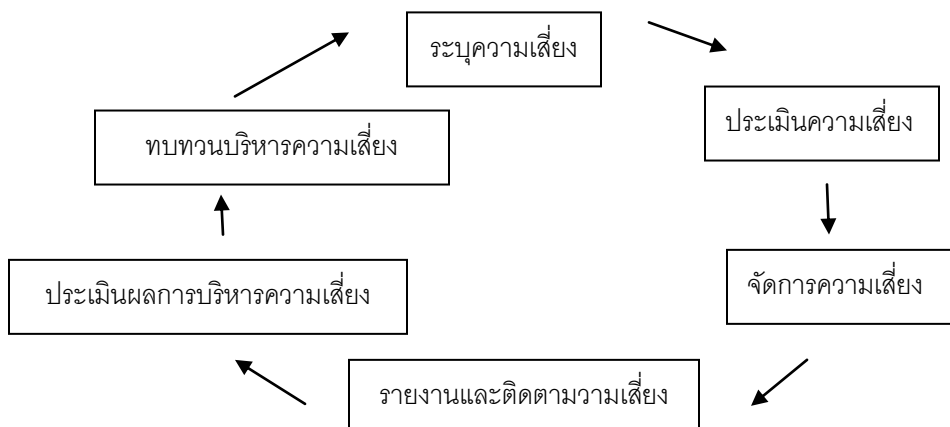 ระบุความเสี่ยง
ประเมินความเสี่ยง
ทบทวนบริหารความเสี่ยง
จัดการความเสี่ยง
ประเมินผลการบริหารความเสี่ยง
รายงานและติดตามวามเสี่ยง